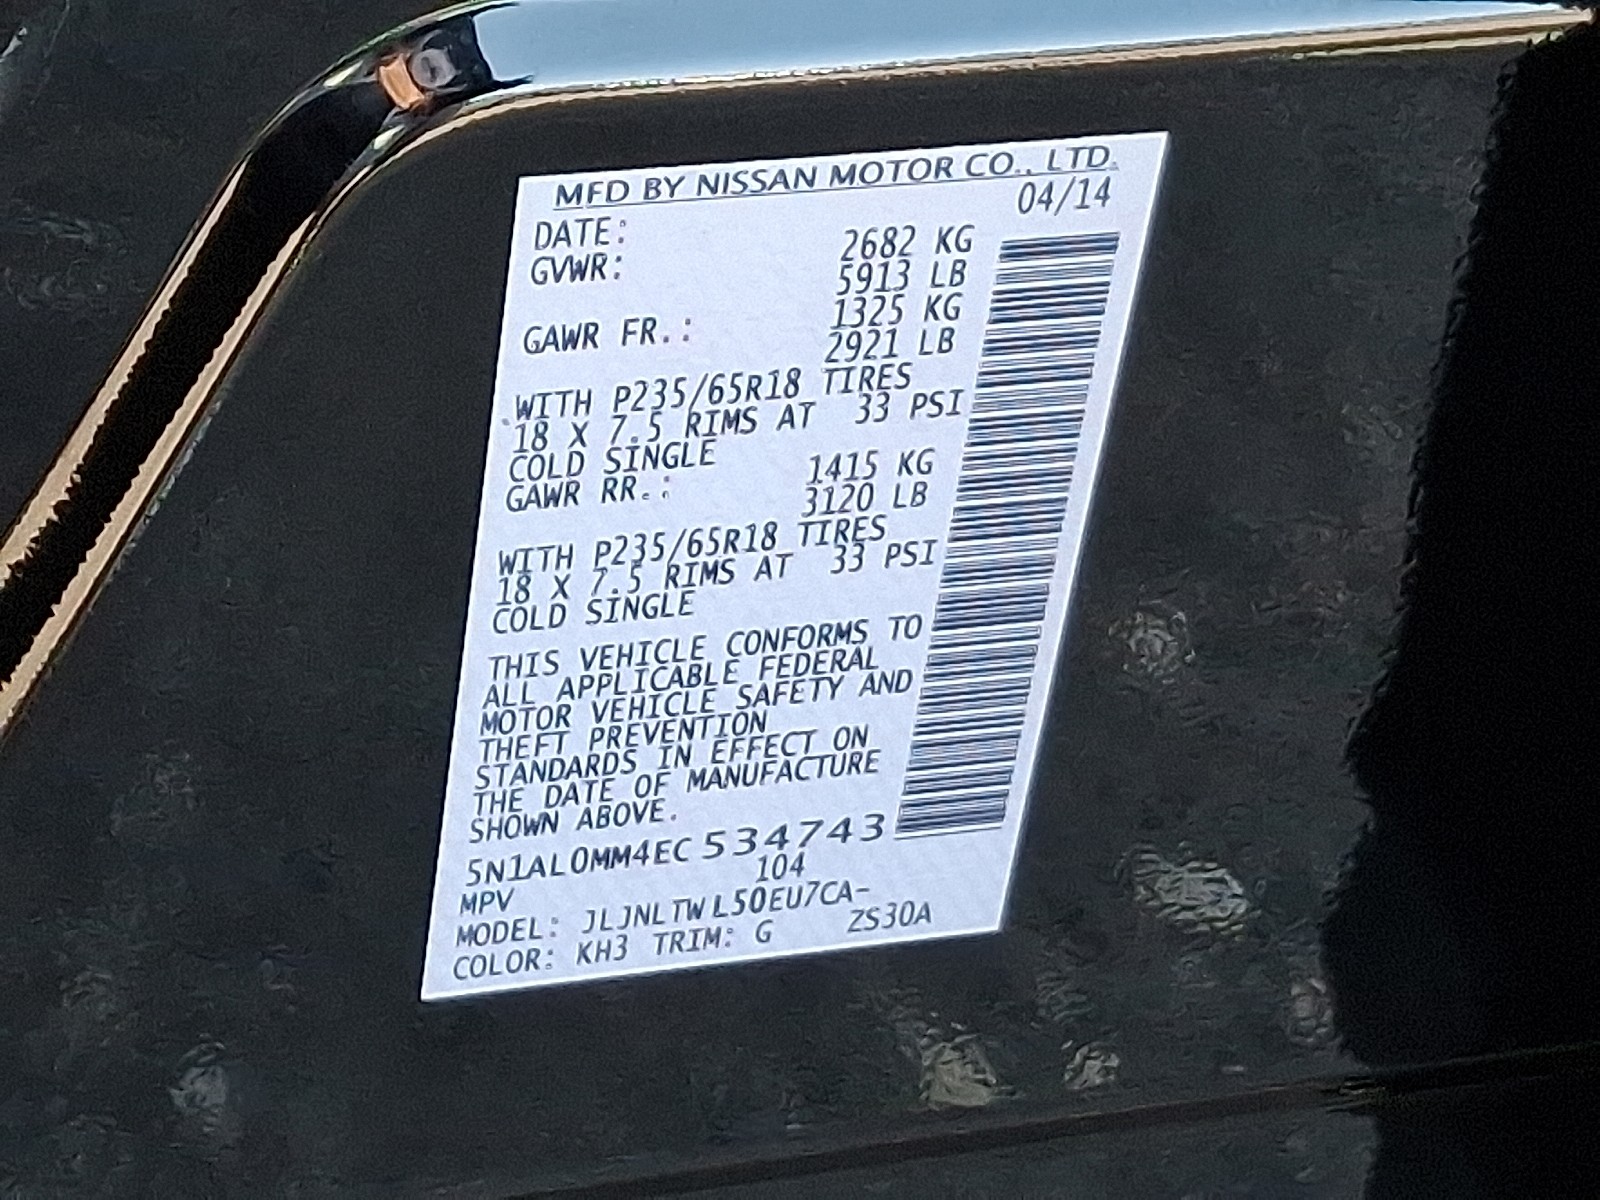 MFD BY NISSAN MOTOR CO., LTD.
DATE: 04/14
GVWR: 2682 KG
5913 LB
GAWR FR.: 1325 KG
2921 LB
WITH P235/65R18 TIRES
18 X 7.5 RIMS AT 33 PSI
COLD SINGLE
GAWR RR.: 1415 KG
3120 LB
WITH P235/65R18 TIRES
18 X 7.5 RIMS AT 33 PSI
COLD SINGLE
THIS VEHICLE CONFORMS TO
ALL APPLICABLE FEDERAL
MOTOR VEHICLE SAFETY AND
THEFT PREVENTION
STANDARDS IN EFFECT ON
THE DATE OF MANUFACTURE
SHOWN ABOVE.
5N1AL0MM4EC534743
MPV 104
MODEL: JLJNLTWL50EU7CA-
COLOR: KH3 TRIM: G ZS30A